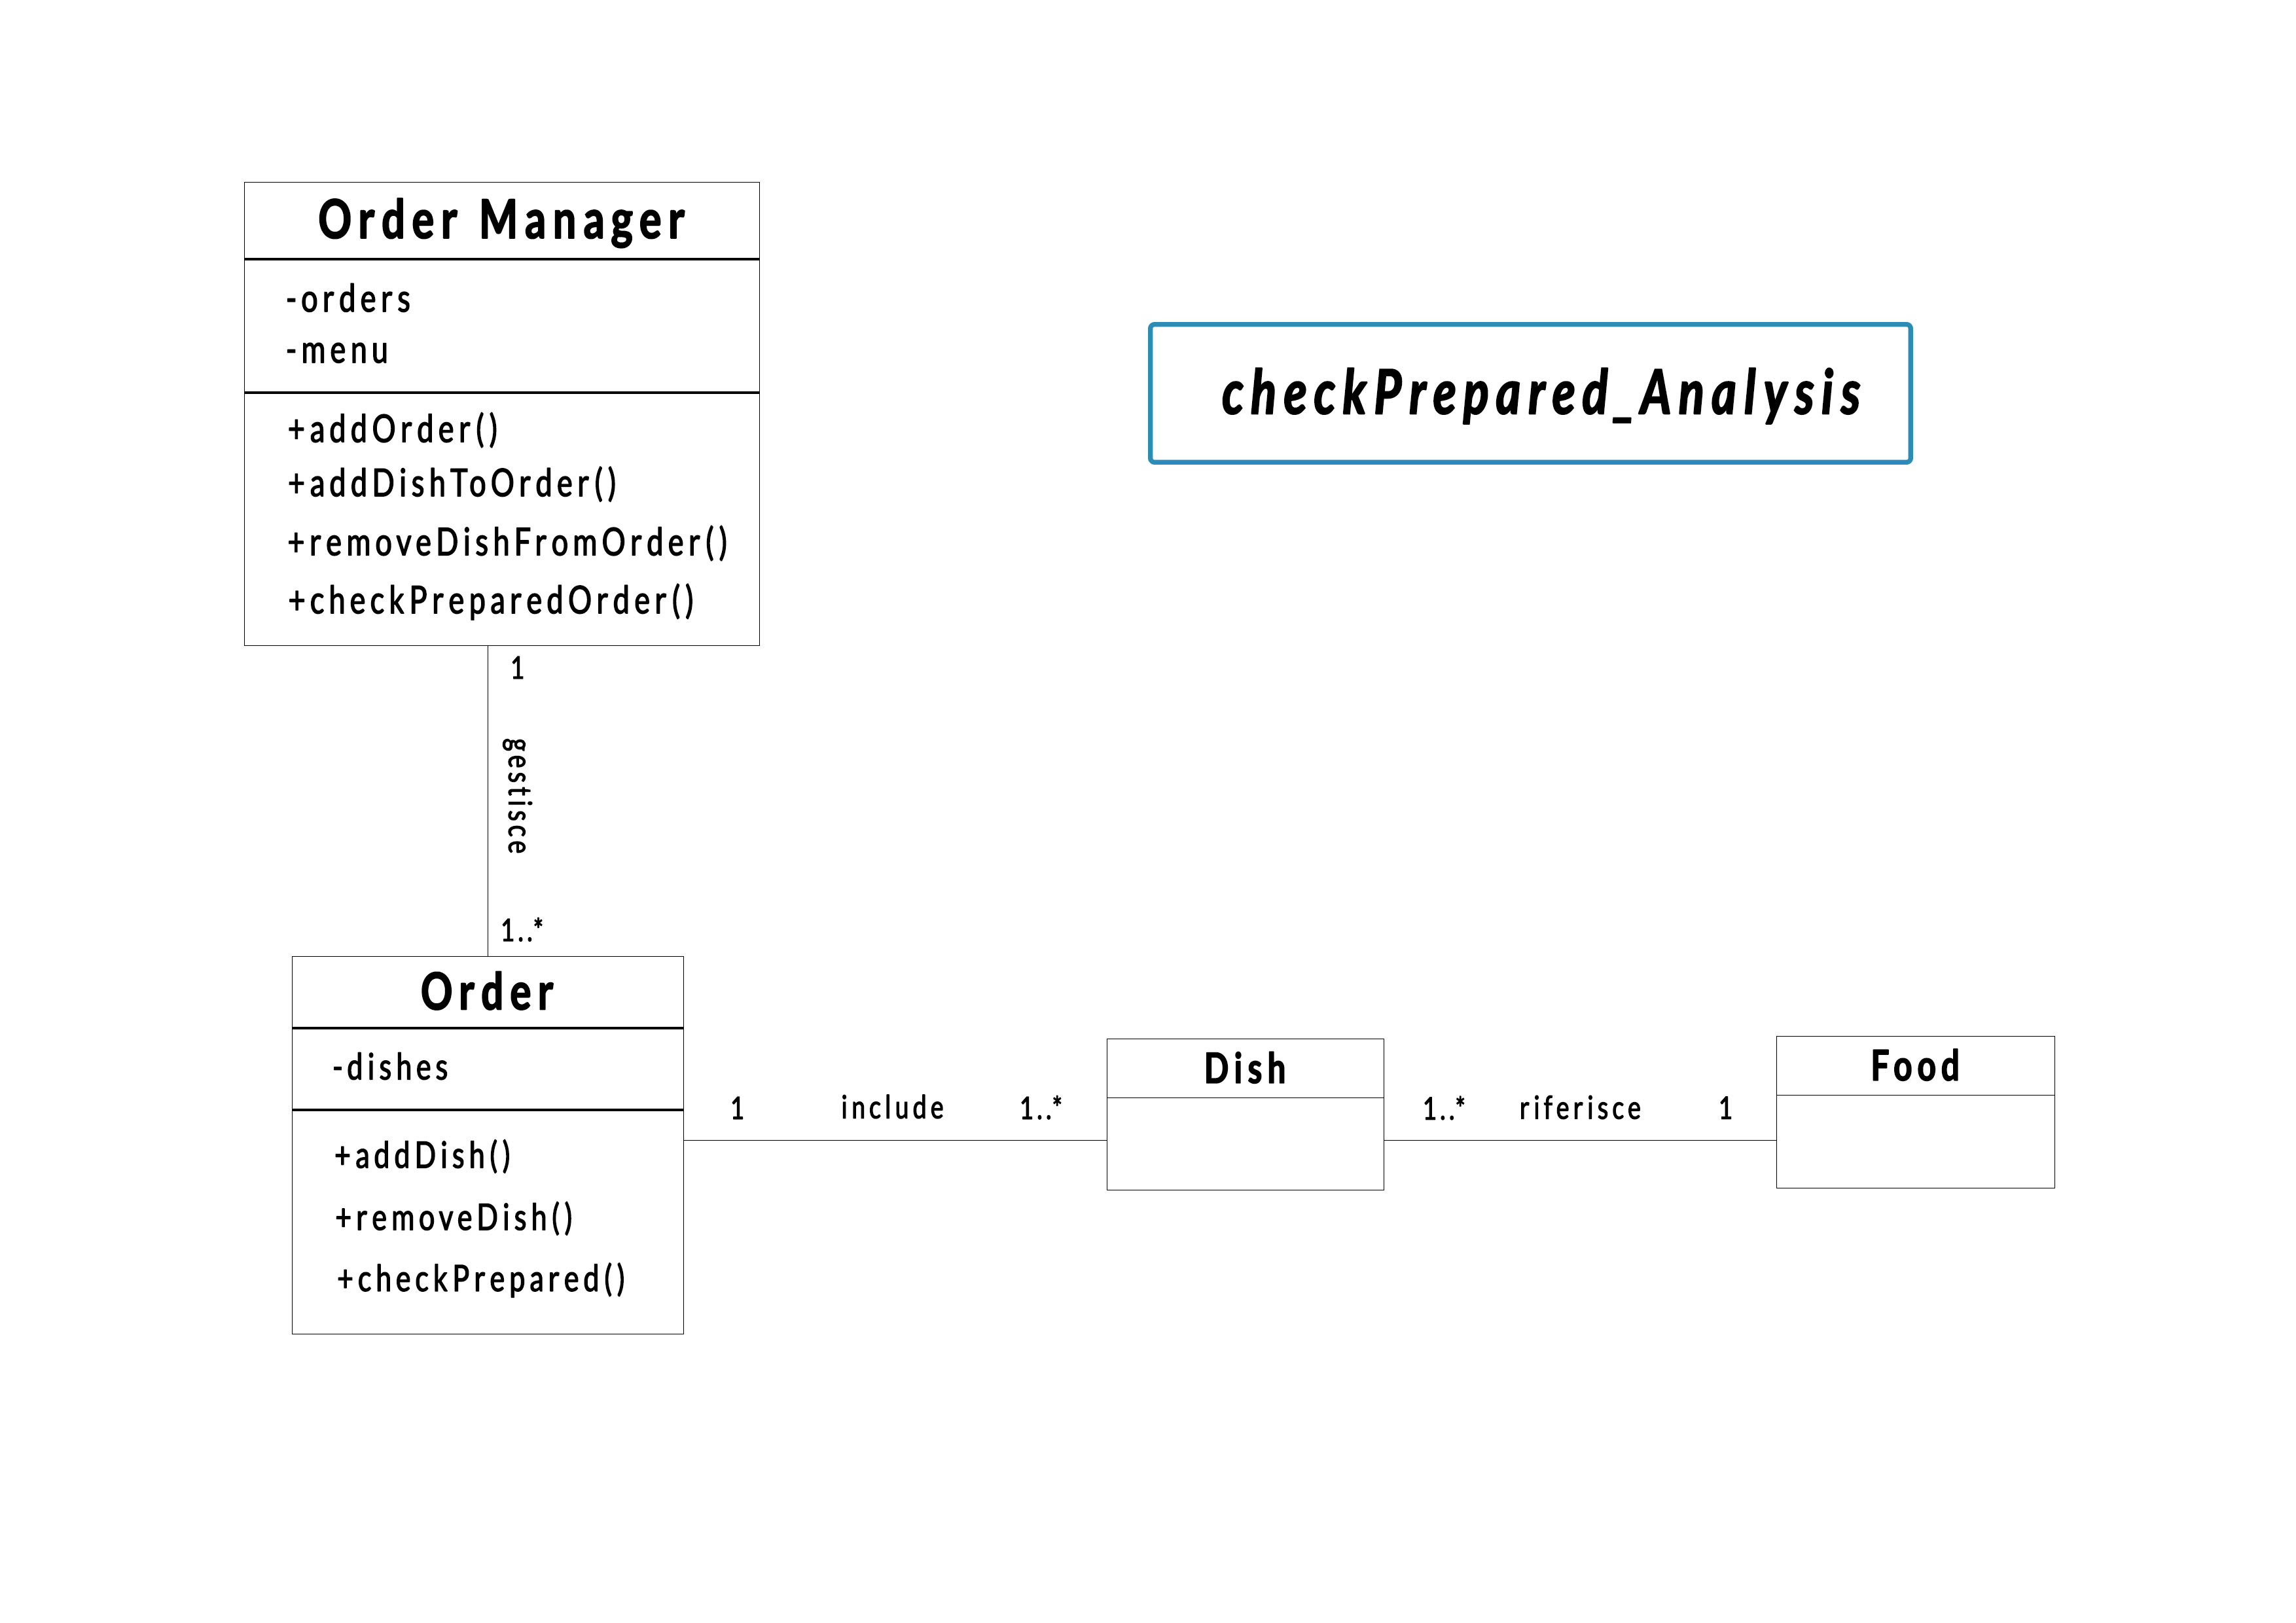 Order Manager
-orders
-menu
+addOrder()
+addDishToOrder()
+removeDishFromOrder()
+checkPreparedOrder()
checkPrepared_Analysis
1
gestisce
1..*
Order
-dishes
+addDish()
+removeDish()
+checkPrepared()
1 include 1..*
Dish
1..* riferisce 1
Food